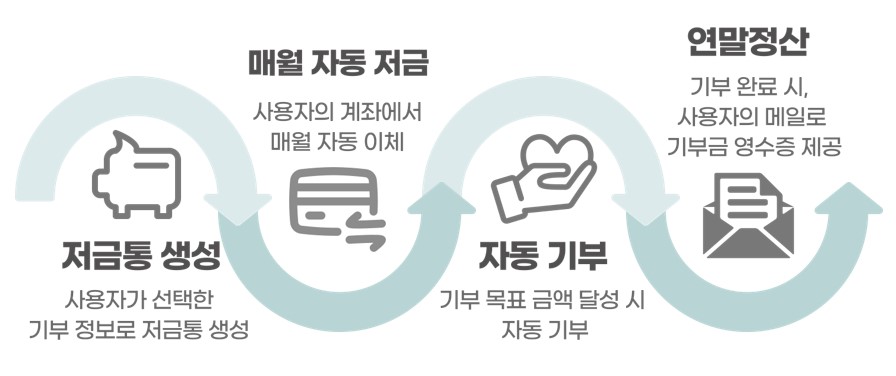 저금통 생성
사용자가 선택한
기부 정보로 저금통 생성
매월 자동 저금
사용자의 계좌에서
매월 자동 이체
자동 기부
기부 목표 금액 달성 시
자동 기부
연말정산
기부 완료 시,
사용자의 메일로
기부금 영수증 제공